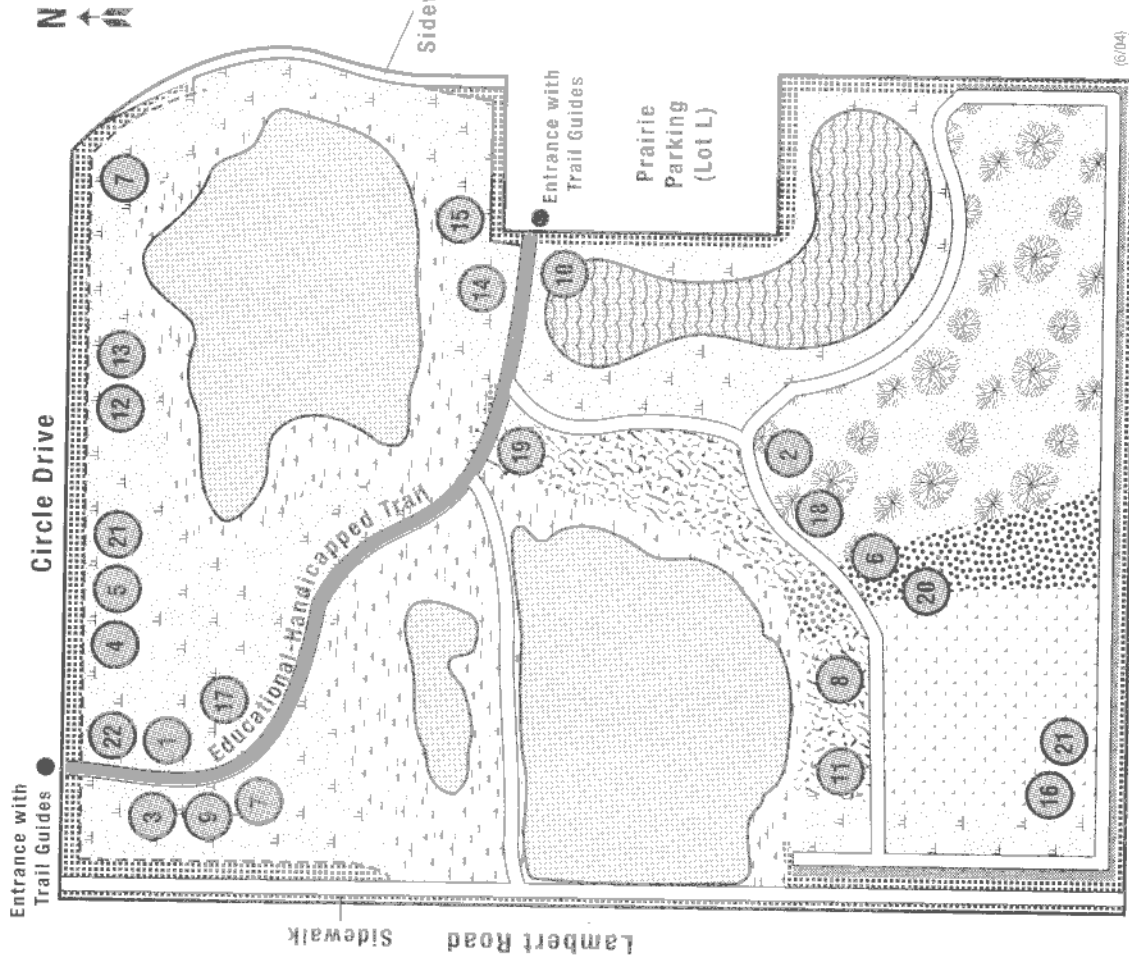 N
Circle Drive
Entrance with
Trail Guides
7
13
12
21
5
4
22
1
17
3
9
7
Educational-Handicapped Trail
15
14
10
Entrance with
Trail Guides
Prairie
Parking
(Lot L)
19
2
18
6
20
8
11
21
16
Sidewalk
Lambert Road
(6/04)